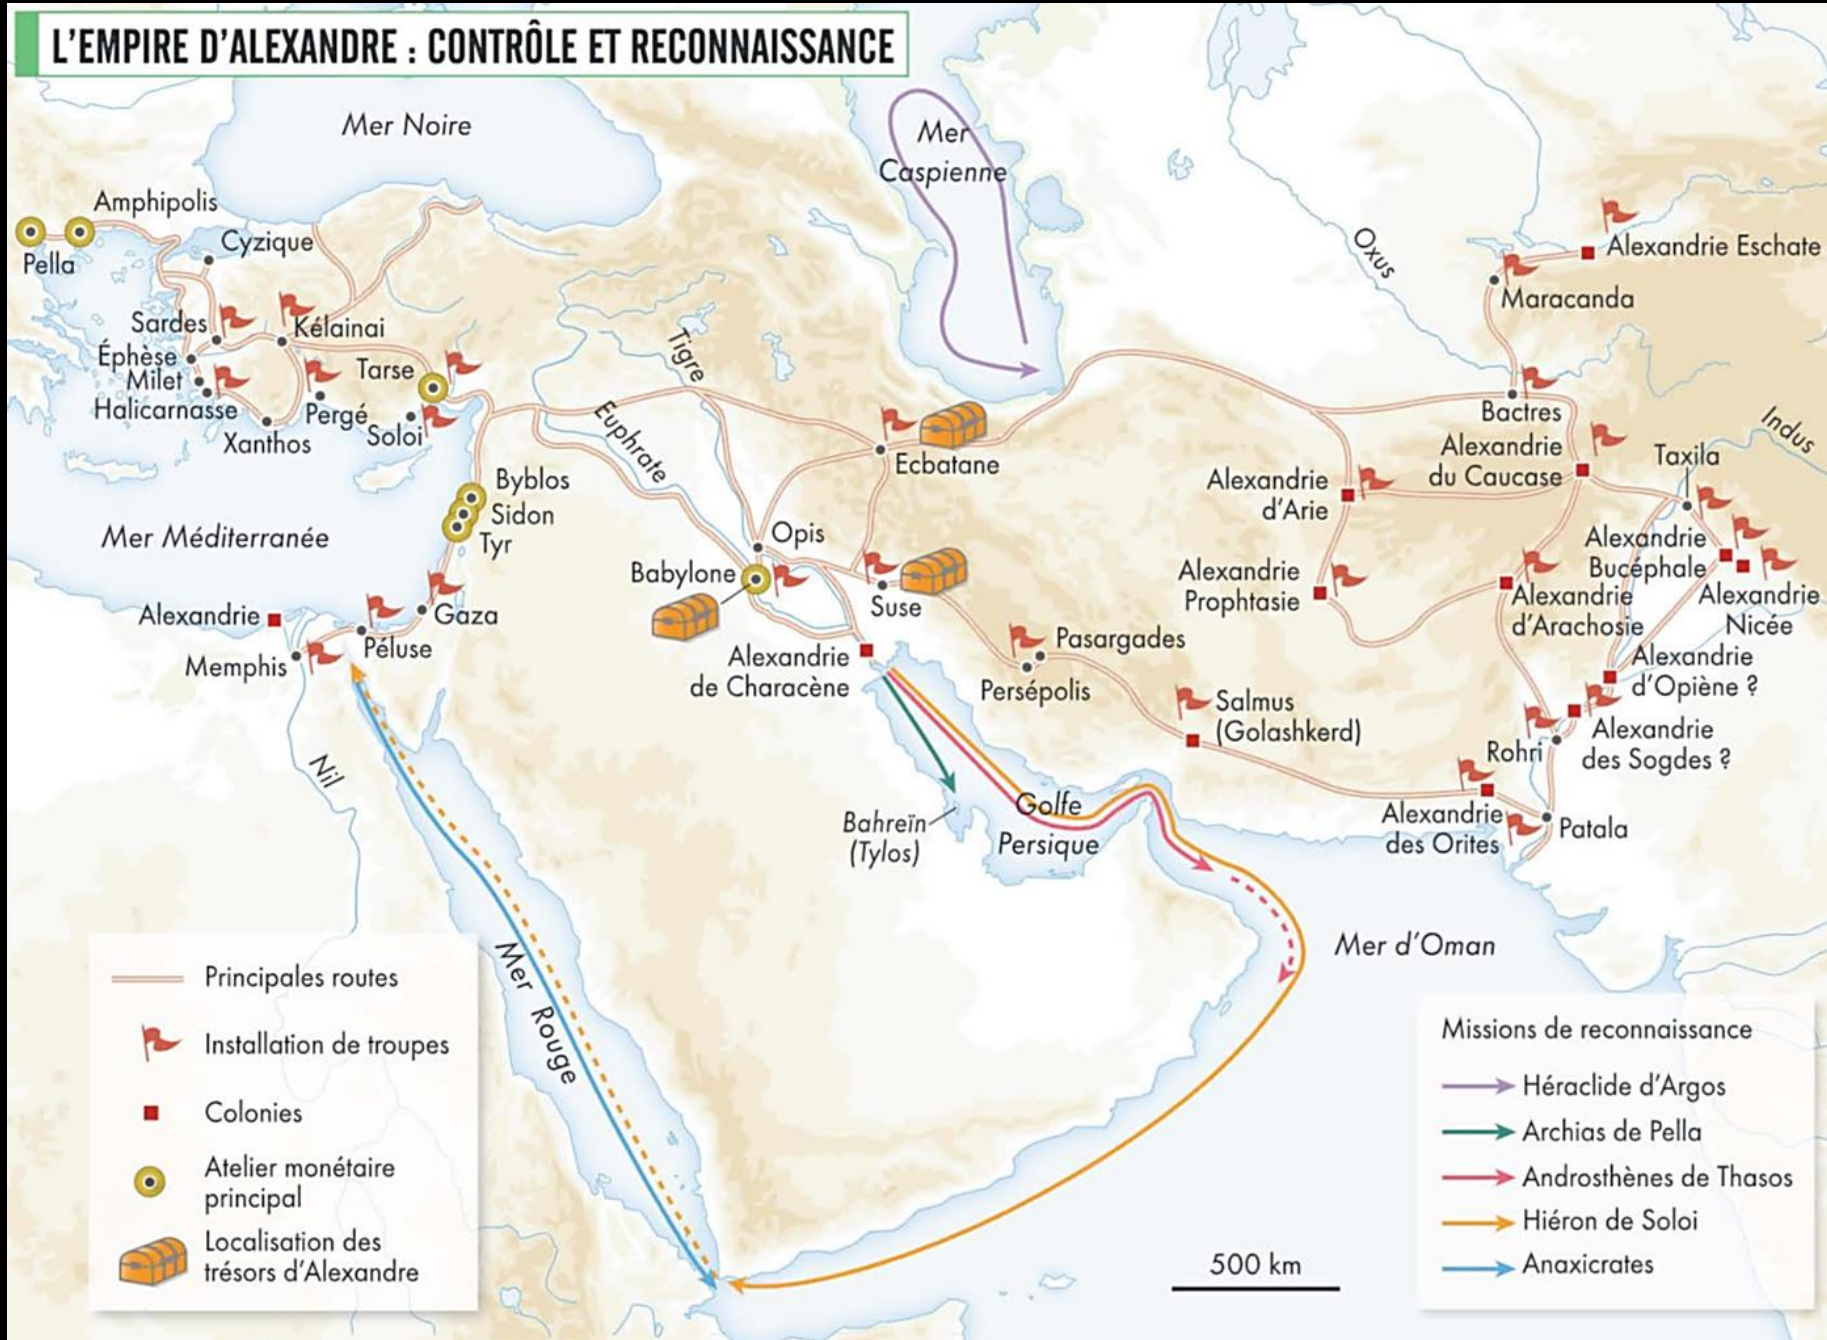 L'EMPIRE D'ALEXANDRE : CONTRÔLE ET RECONNAISSANCE
Mer Noire
Mer
Caspienne
Amphipolis
Pella
Cyzique
Sardes
Kélainai
Éphèse
Milet
Halicarnasse
Xanthos
Pergé
Tarse
Soloi
Tigre
Euphrate
Oxus
Alexandrie Eschate
Maracanda
Bactres
Indus
Ecbatane
Alexandrie
du Caucase
Taxila
Alexandrie
d'Arie
Byblos
Sidon
Tyr
Mer Méditerranée
Opis
Babylone
Suse
Alexandrie
Bucéphale
Alexandrie
Prophtasie
Alexandrie
d'Arachosie
Alexandrie
Nicée
Alexandrie
Gaza
Péluse
Memphis
Alexandrie
de Characène
Pasargades
Persépolis
Alexandrie
d'Opiène ?
Salmus
(Golashkerd)
Rohri
Alexandrie
des Sogdes ?
Nil
Bahreïn
(Tylos)
Golfe
Persique
Alexandrie
des Orites
Patala
Mer Rouge
Mer d'Oman
Principales routes
Installation de troupes
Colonies
Atelier monétaire
principal
Localisation des
trésors d'Alexandre
500 km
Missions de reconnaissance
Héraclide d'Argos
Archias de Pella
Androsthènes de Thasos
Hiéron de Soloi
Anaxicrates